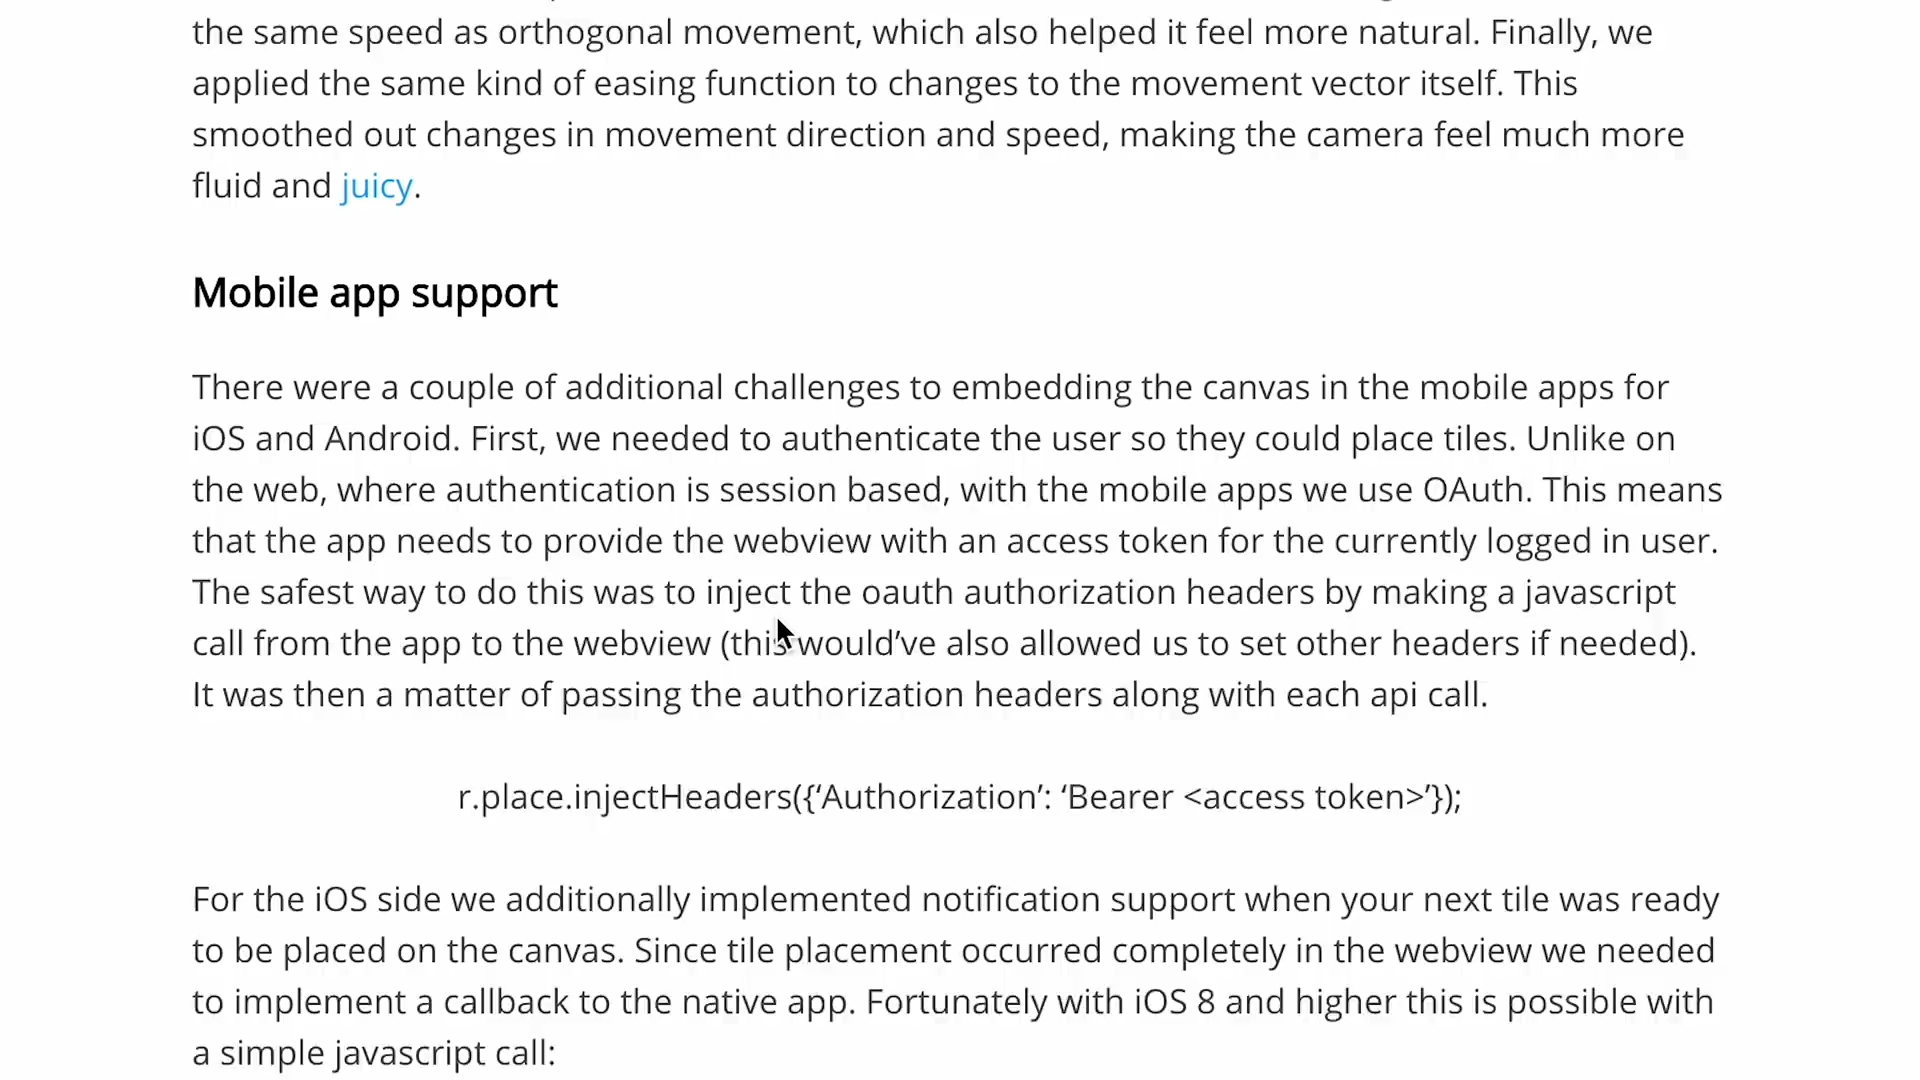 the same speed as orthogonal movement, which also helped it feel more natural. Finally, we
applied the same kind of easing function to changes to the movement vector itself. This
smoothed out changes in movement direction and speed, making the camera feel much more
fluid and juicy.
Mobile app support
There were a couple of additional challenges to embedding the canvas in the mobile apps for
iOS and Android. First, we needed to authenticate the user so they could place tiles. Unlike on
the web, where authentication is session based, with the mobile apps we use OAuth. This means
that the app needs to provide the webview with an access token for the currently logged in user.
The safest way to do this was to inject the oauth authorization headers by making a javascript
call from the app to the webview (this would’ve also allowed us to set other headers if needed).
It was then a matter of passing the authorization headers along with each api call.
r.place.injectHeaders({‘Authorization’: ‘Bearer <access token>’});
For the iOS side we additionally implemented notification support when your next tile was ready
to be placed on the canvas. Since tile placement occurred completely in the webview we needed
to implement a callback to the native app. Fortunately with iOS 8 and higher this is possible with
a simple javascript call: